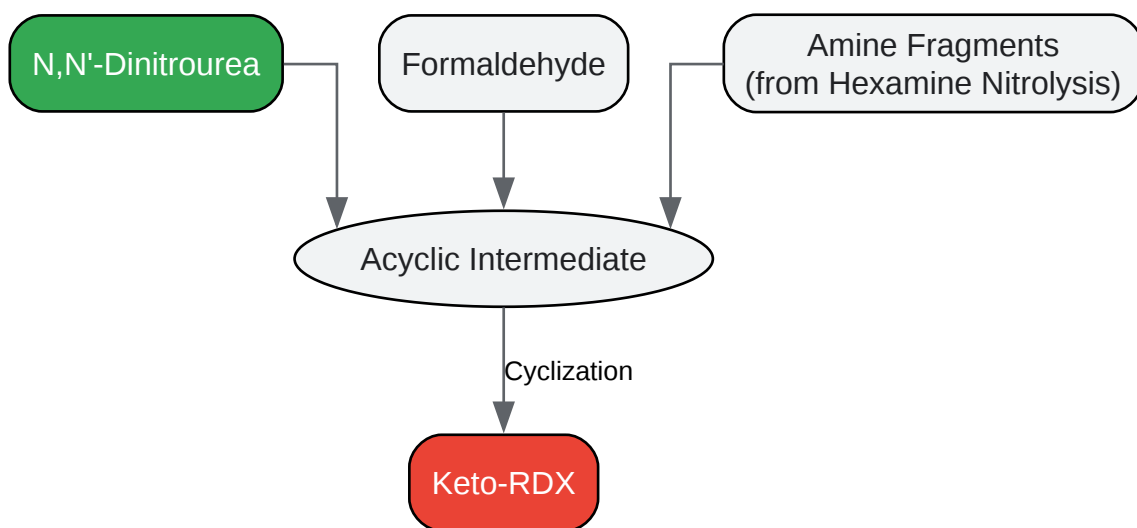 N,N'-Dinitrourea
Formaldehyde
Amine Fragments
(from Hexamine Nitrolysis)
Acyclic Intermediate
Cyclization
Keto-RDX